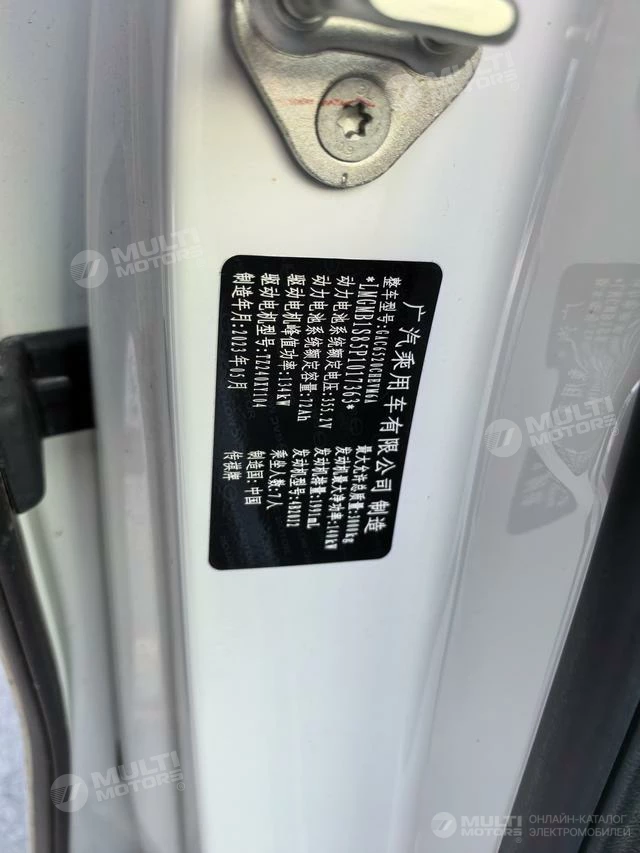 广汽乘用车有限公司 制造
整车型号:GAC6520CHEVM6A 最大允许总质量:3000kg
*LMGMB1S85P1017363* 发动机最大净功率:140kW
动力电池系统额定电压:355.1V 发动机排量:1991mL
动力电池系统额定容量:72Ah 发动机型号:4B20J2
驱动电机峰值功率:134kW 乘坐人数:7人
驱动电机型号:TZ240XY104 制造国:中国
制造年月:2023年05月 传祺牌
MULTI
MOTORS
MULTI
MOTORS
MULTI
MOTORS
MULTI
MOTORS
MULTI
MOTORS
ОНЛАЙН-КАТАЛОГ
ЭЛЕКТРОМОБИЛЕЙ